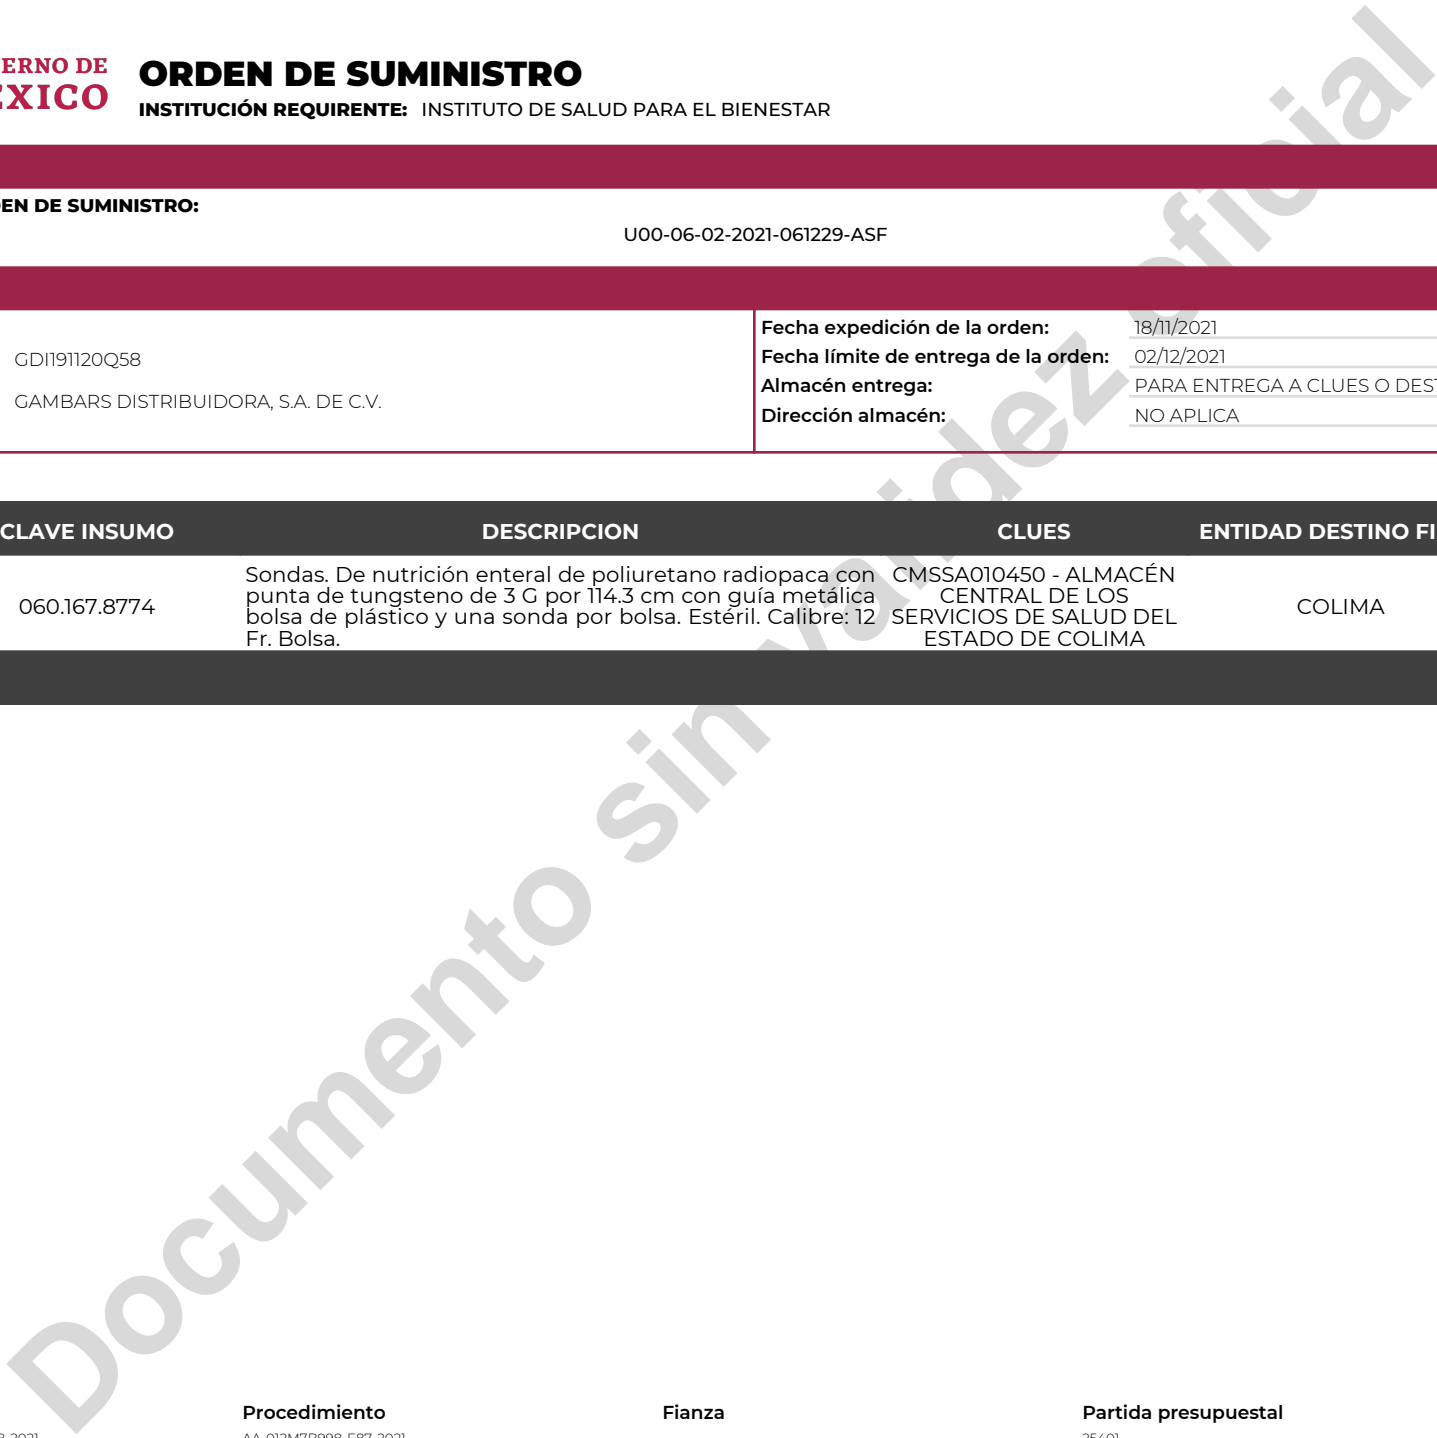 ERNO DE
ÉXICO
ORDEN DE SUMINISTRO
INSTITUCIÓN REQUIRENTE: INSTITUTO DE SALUD PARA EL BIENESTAR
EN DE SUMINISTRO:
U00-06-02-2021-061229-ASF
GDI191120Q58
GAMBARS DISTRIBUIDORA, S.A. DE C.V.
Fecha expedición de la orden: 18/11/2021
Fecha límite de entrega de la orden: 02/12/2021
Almacén entrega: PARA ENTREGA A CLUES O DEST
Dirección almacén: NO APLICA
CLAVE INSUMO DESCRIPCION CLUES ENTIDAD DESTINO FI
060.167.8774
Sondas. De nutrición enteral de poliuretano radiopaca con
punta de tungsteno de 3 G por 114.3 cm con guía metálica
bolsa de plástico y una sonda por bolsa. Estéril. Calibre: 12
Fr. Bolsa.
CMSSA010450 - ALMACÉN
CENTRAL DE LOS
SERVICIOS DE SALUD DEL
ESTADO DE COLIMA
COLIMA
Documento sin validez oficial
Procedimiento Fianza Partida presupuestal